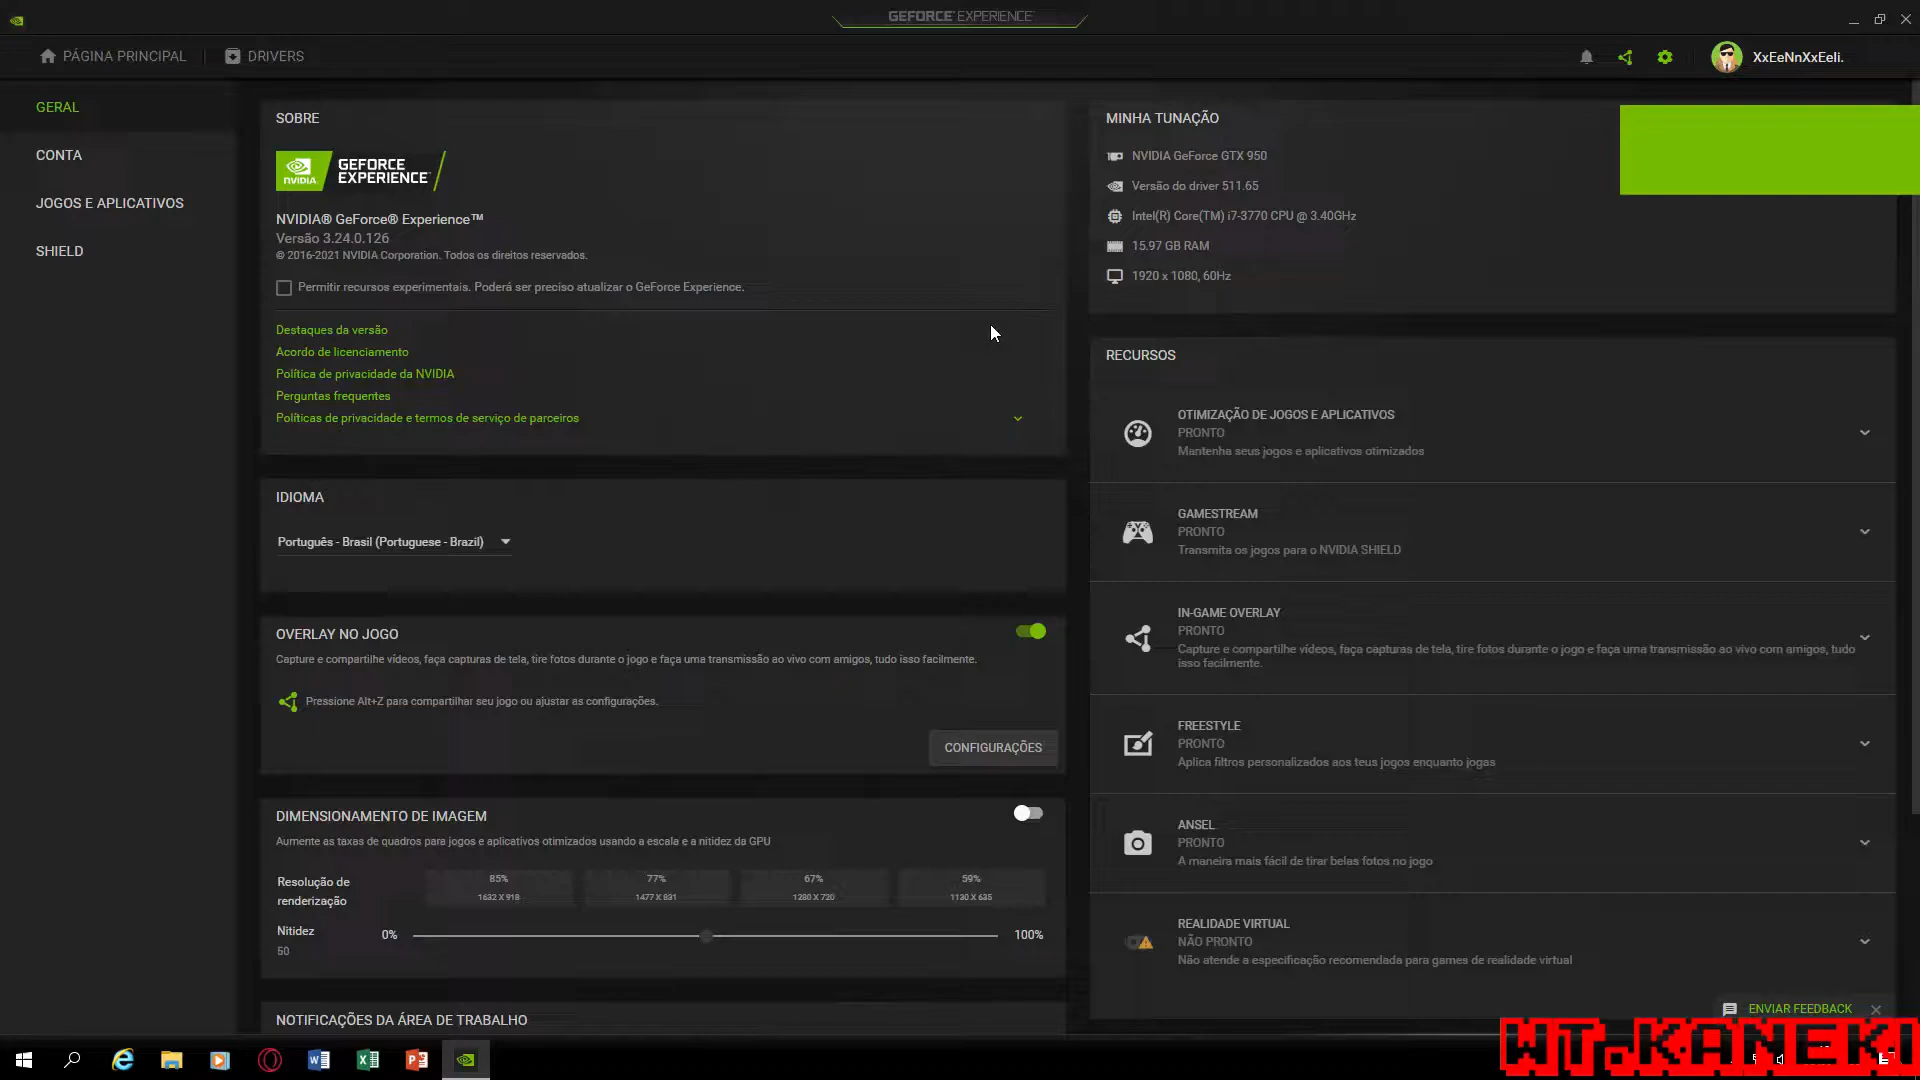 GEFORCE EXPERIENCE
PÁGINA PRINCIPAL
DRIVERS
XxEeNnXxEeli.
GERAL
CONTA
JOGOS E APLICATIVOS
SHIELD
SOBRE
NVIDIA
GEFORCE
EXPERIENCE
NVIDIA® GeForce® Experience™
Versão 3.24.0.126
© 2016-2021 NVIDIA Corporation. Todos os direitos reservados.
Permitir recursos experimentais. Poderá ser preciso atualizar o GeForce Experience.
Destaques da versão
Acordo de licenciamento
Política de privacidade da NVIDIA
Perguntas frequentes
Políticas de privacidade e termos de serviço de parceiros
IDIOMA
Português - Brasil (Portuguese - Brazil)
OVERLAY NO JOGO
Capture e compartilhe vídeos, faça capturas de tela, tire fotos durante o jogo e faça uma transmissão ao vivo com amigos, tudo isso facilmente.
Pressione Alt+Z para compartilhar seu jogo ou ajustar as configurações.
CONFIGURAÇÕES
DIMENSIONAMENTO DE IMAGEM
Aumente as taxas de quadros para jogos e aplicativos otimizados usando a escala e a nitidez da GPU
Resolução de
renderização
85%
1632 X 918
77%
1477 X 831
67%
1280 X 720
59%
1130 X 635
Nitidez
50
0%
100%
NOTIFICAÇÕES DA ÁREA DE TRABALHO
MINHA TUNAÇÃO
NVIDIA GeForce GTX 950
Versão do driver 511.65
Intel(R) Core(TM) i7-3770 CPU @ 3.40GHz
15.97 GB RAM
1920 x 1080, 60Hz
RECURSOS
OTIMIZAÇÃO DE JOGOS E APLICATIVOS
PRONTO
Mantenha seus jogos e aplicativos otimizados
GAMESTREAM
PRONTO
Transmita os jogos para o NVIDIA SHIELD
IN-GAME OVERLAY
PRONTO
Capture e compartilhe vídeos, faça capturas de tela, tire fotos durante o jogo e faça uma transmissão ao vivo com amigos, tudo
isso facilmente.
FREESTYLE
PRONTO
Aplica filtros personalizados aos teus jogos enquanto jogas
ANSEL
PRONTO
A maneira mais fácil de tirar belas fotos no jogo
REALIDADE VIRTUAL
NÃO PRONTO
Não atende a especificação recomendada para games de realidade virtual
ENVIAR FEEDBACK
WT.KANEKI